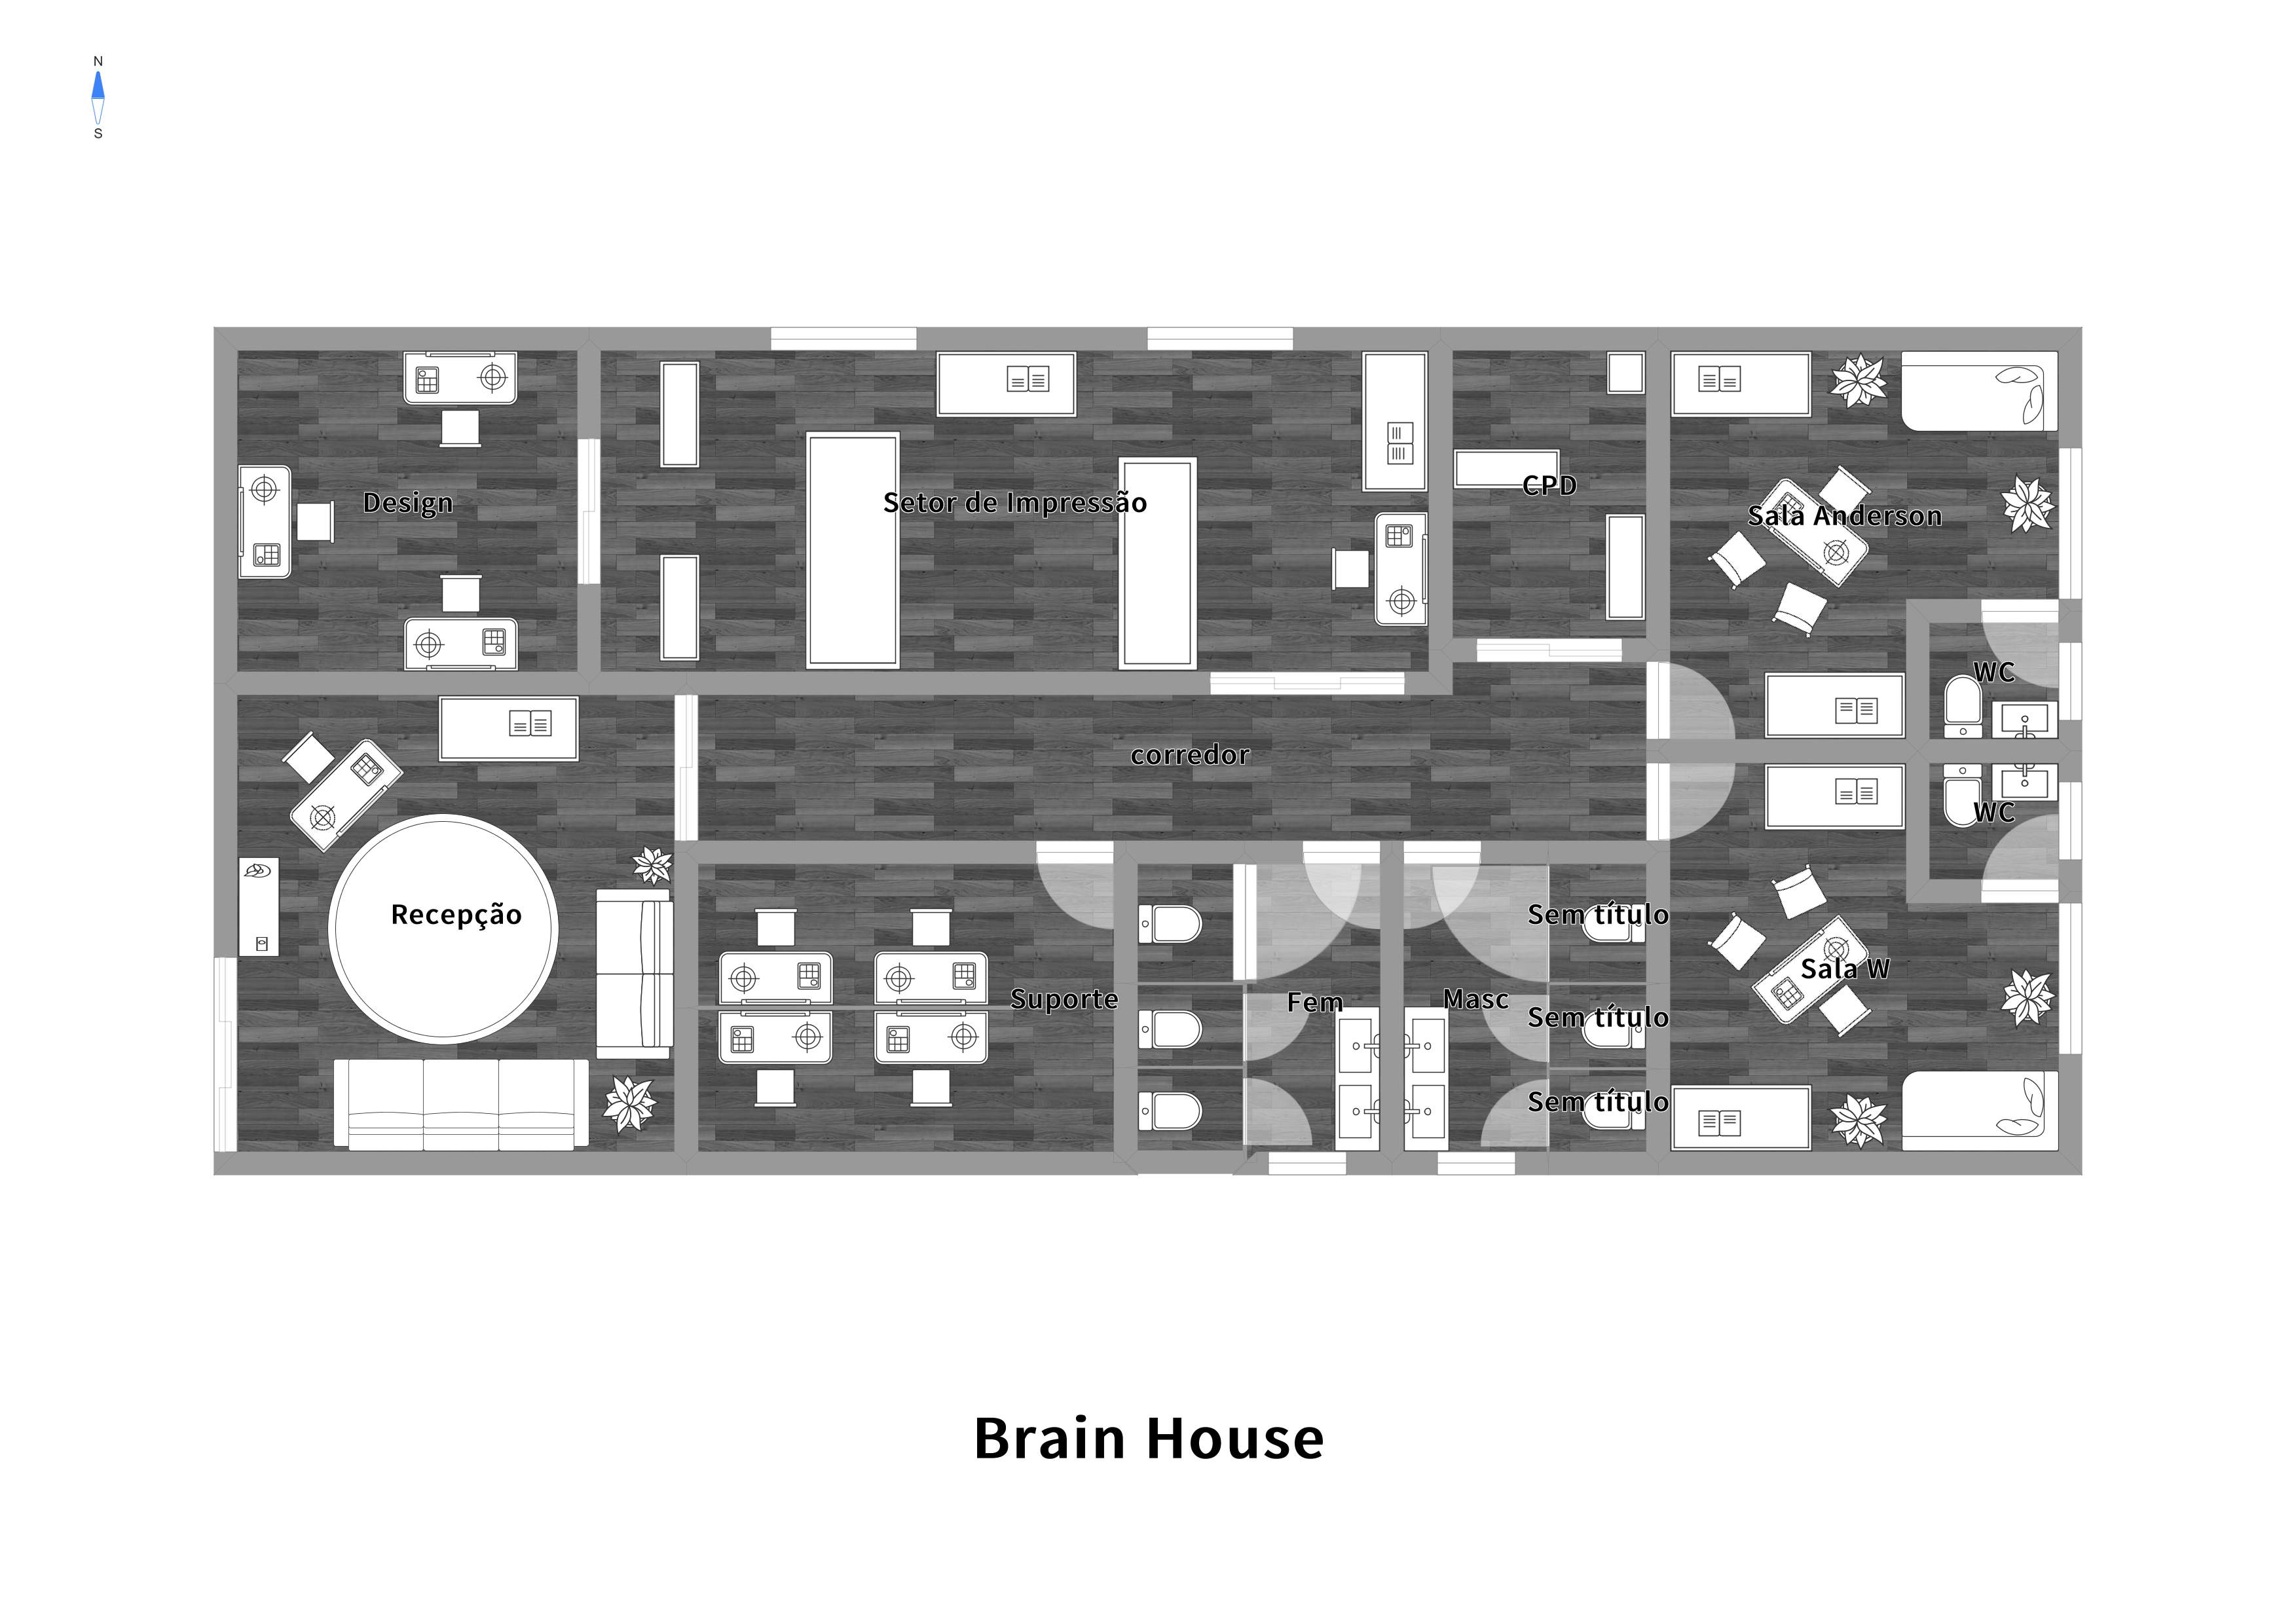 N
S
Design
Setor de Impressão
CPD
Sala Anderson
WC
corredor
WC
Recepção
Suporte
Fem
Masc
Sem título
Sem título
Sem título
Sala W
Brain House